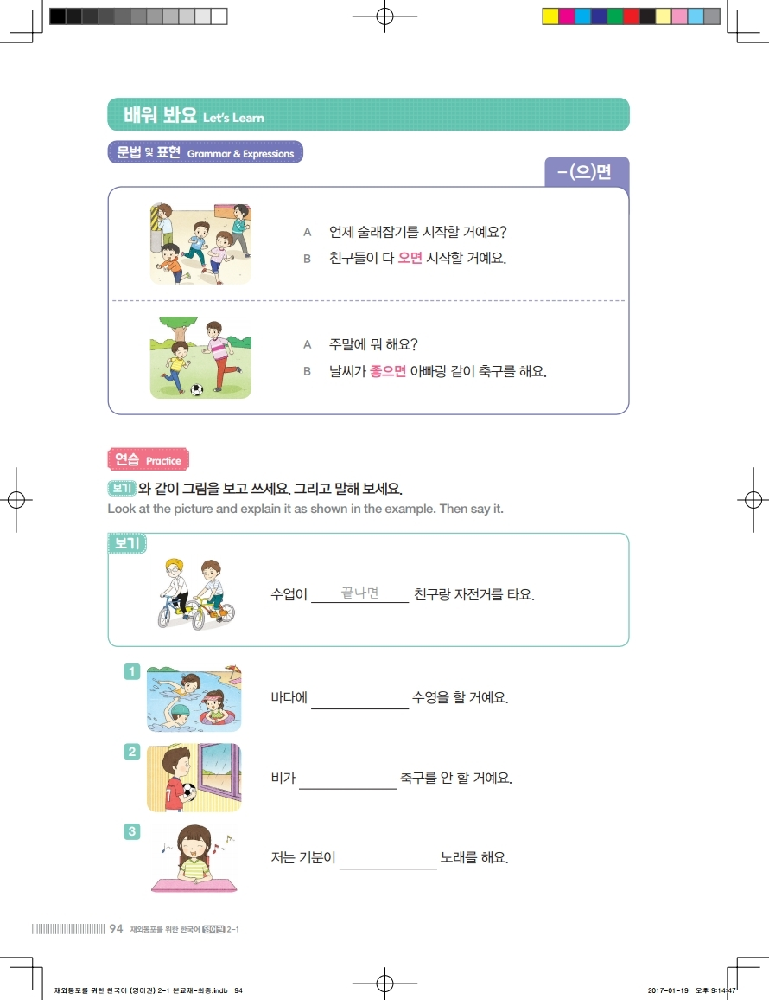 배워 봐요 Let's Learn
문법 및 표현 Grammar & Expressions
-(으)면
A 언제 술래잡기를 시작할 거예요?
B 친구들이 다 오면 시작할 거예요.
A 주말에 뭐 해요?
B 날씨가 좋으면 아빠랑 같이 축구를 해요.
연습 Practice
보기 와 같이 그림을 보고 쓰세요. 그리고 말해 보세요.
Look at the picture and explain it as shown in the example. Then say it.
보기
수업이 끝나면 친구랑 자전거를 타요.
1 바다에 ____________ 수영을 할 거예요.
2 비가 ____________ 축구를 안 할 거예요.
3 저는 기분이 ____________ 노래를 해요.
94 재외동포를 위한 한국어 영어권 2-1
재외동포를 위한 한국어 (영어권) 2-1 본교재-최종.indb 94
2017-01-19 오후 9:14:47